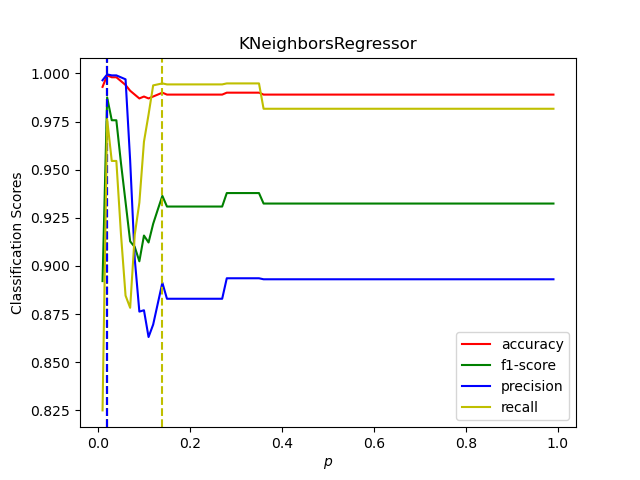 KNeighborsRegressor
Classification Scores
1.000
0.975
0.950
0.925
0.900
0.875
0.850
0.825
0.0 0.2 0.4 0.6 0.8 1.0
p
accuracy
f1-score
precision
recall